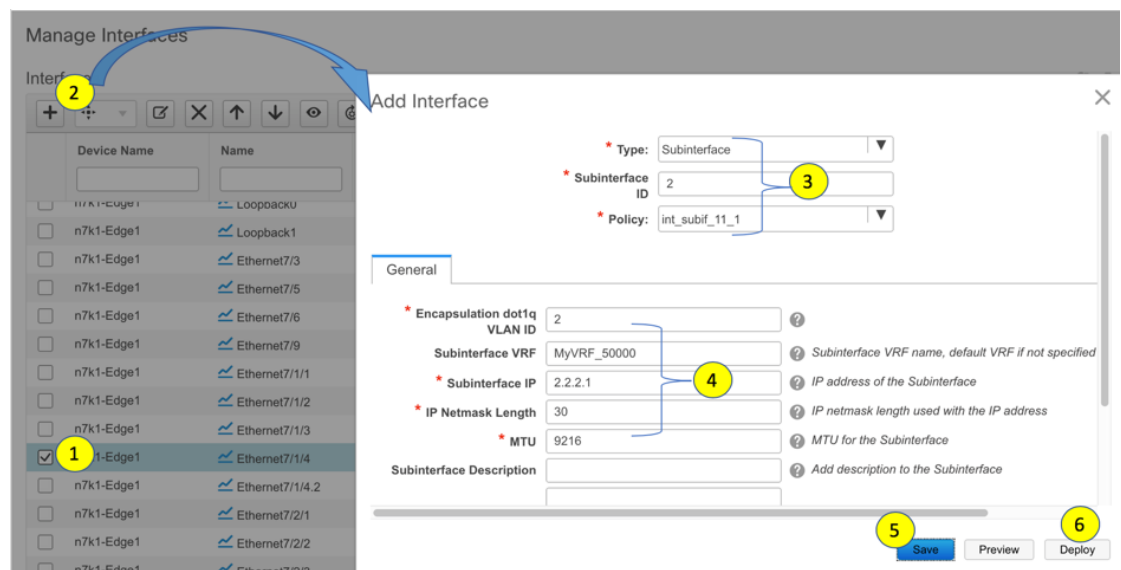 Manage Interfaces
2
Add Interface
Device Name Name
* Type: Subinterface
* Subinterface ID 2
3
* Policy: int_subif_11_1
n7k1-Edge1 Loopback0
n7k1-Edge1 Loopback1
n7k1-Edge1 Ethernet7/3
n7k1-Edge1 Ethernet7/5
n7k1-Edge1 Ethernet7/6
n7k1-Edge1 Ethernet7/9
n7k1-Edge1 Ethernet7/1/1
n7k1-Edge1 Ethernet7/1/2
n7k1-Edge1 Ethernet7/1/3
1
k1-Edge1 Ethernet7/1/4
n7k1-Edge1 Ethernet7/1/4.2
n7k1-Edge1 Ethernet7/2/1
n7k1-Edge1 Ethernet7/2/2
General
* Encapsulation dot1q
VLAN ID 2
Subinterface VRF MyVRF_50000 Subinterface VRF name, default VRF if not specified
* Subinterface IP 2.2.2.1 IP address of the Subinterface
4
* IP Netmask Length 30 IP netmask length used with the IP address
* MTU 9216 MTU for the Subinterface
Subinterface Description Add description to the Subinterface
5
6
Save Preview Deploy